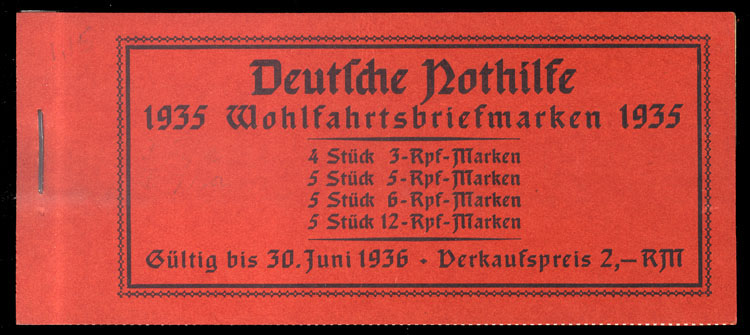 Deutsche Nothilfe
1935 Wohlfahrtsbriefmarken 1935
4 Stück 3-Rpf-Marken
5 Stück 5-Rpf-Marken
5 Stück 6-Rpf-Marken
5 Stück 12-Rpf-Marken
Gültig bis 30. Juni 1936 • Verkaufspreis 2,— RM